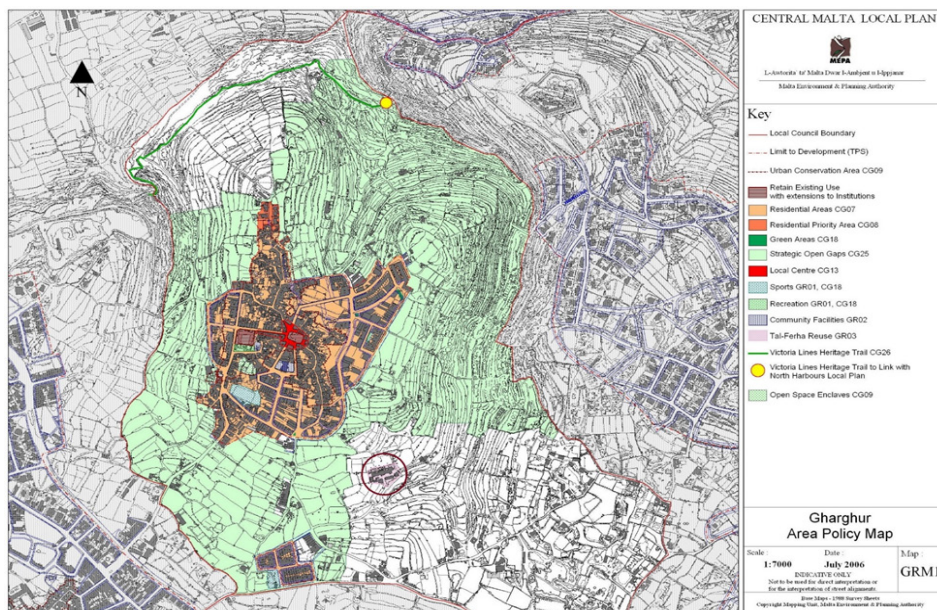 CENTRAL MALTA LOCAL PLAN
MEPA
L-Awtorita` ta' Malta Dwar l-Ambjent u l-Ippjanar
Malta Environment & Planning Authority
Key
Local Council Boundary
Limit to Development (TPS)
Urban Conservation Area CG09
Retain Existing Use
with extensions to Institutions
Residential Areas CG07
Residential Priority Area CG08
Green Areas CG18
Strategic Open Gaps CG25
Local Centre CG13
Sports GR01, CG18
Recreation GR01, CG18
Community Facilities GR02
Tal-Ferha Reuse GR03
Victoria Lines Heritage Trail CG26
Victoria Lines Heritage Trail to Link with
North Harbours Local Plan
Open Space Enclaves CG09
N
Gharghur
Area Policy Map
Scale :
1:7000
Date :
July 2006
Map :
GRM1
INDICATIVE ONLY
Not to be used for direct interpretation or
for the interpretation of street alignments.
Base Maps - 1988 Survey Sheets
Copyright Mapping Unit, Malta Environment & Planning Authority